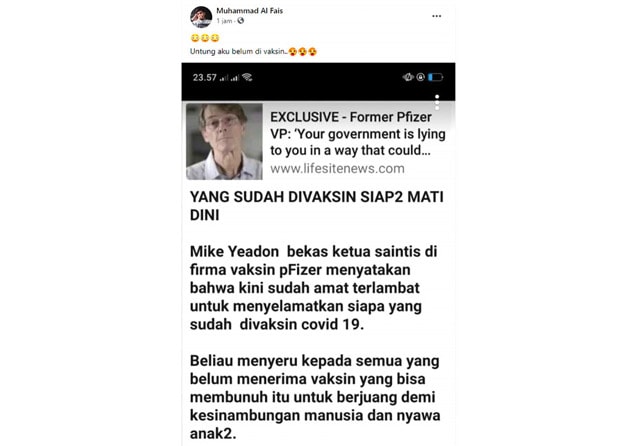 Muhammad Al Fais
1 jam ·
Untung aku belum di vaksin..
23.57
EXCLUSIVE - Former Pfizer
VP: ‘Your government is lying
to you in a way that could...
www.lifesitenews.com
YANG SUDAH DIVAKSIN SIAP2 MATI
DINI
Mike Yeadon bekas ketua saintis di
firma vaksin pFizer menyatakan
bahwa kini sudah amat terlambat
untuk menyelamatkan siapa yang
sudah divaksin covid 19.
Beliau menyeru kepada semua yang
belum menerima vaksin yang bisa
membunuh itu untuk berjuang demi
kesinambungan manusia dan nyawa
anak2.